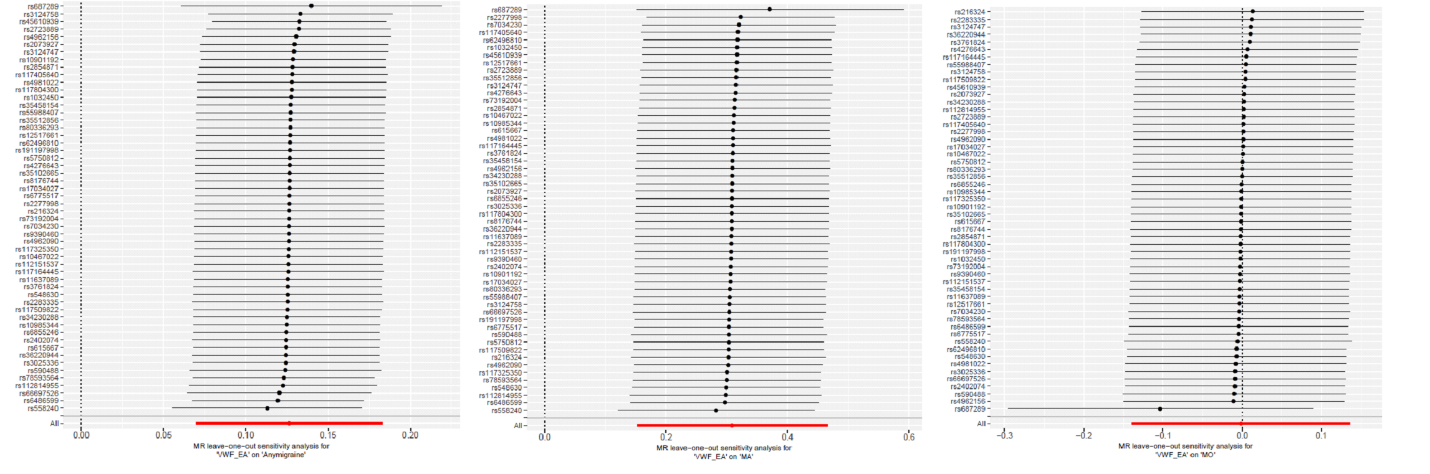 rs687289
rs3124758
rs45610939
rs2723889
rs4962156
rs2073927
rs3124747
rs10901192
rs2854871
rs117405640
rs4981022
rs117804300
rs1032450
rs35458154
rs55988407
rs35512856
rs80336293
rs12517661
rs62496810
rs191197998
rs5750812
rs4276643
rs35102665
rs8176744
rs17034027
rs6775517
rs2277998
rs216324
rs73192004
rs7034230
rs9390460
rs4962090
rs117325350
rs10467022
rs112151537
rs117164445
rs11637089
rs3761824
rs548630
rs2283335
rs117509822
rs34230288
rs10985344
rs6855246
rs2402074
rs615667
rs36220944
rs3025336
rs590488
rs78593564
rs112814955
rs66697526
rs6486599
rs558240
All
0.00 0.05 0.10 0.15 0.20
MR leave-one-out sensitivity analysis for
'VWF_EA' on 'Anymigraine'
rs687289
rs2277998
rs7034230
rs117405640
rs62496810
rs1032450
rs45610939
rs12517661
rs2723889
rs35512856
rs3124747
rs4276643
rs73192004
rs2854871
rs10467022
rs10985344
rs615667
rs4981022
rs117164445
rs3761824
rs35458154
rs4962156
rs34230288
rs35102665
rs2073927
rs6855246
rs3025336
rs117804300
rs8176744
rs36220944
rs11637089
rs2283335
rs112151537
rs9390460
rs2402074
rs10901192
rs17034027
rs80336293
rs55988407
rs3124758
rs66697526
rs191197998
rs6775517
rs590488
rs5750812
rs117509822
rs216324
rs4962090
rs117325350
rs78593564
rs548630
rs112814955
rs6486599
rs558240
All
0.0 0.2 0.4 0.6
MR leave-one-out sensitivity analysis for
'VWF_EA' on 'MA'
rs216324
rs2283335
rs3124747
rs36220944
rs3761824
rs4276643
rs117164445
rs55988407
rs3124758
rs117509822
rs45610939
rs2073927
rs34230288
rs112814955
rs2723889
rs117405640
rs2277998
rs4962090
rs17034027
rs10467022
rs5750812
rs80336293
rs35512856
rs6855246
rs10985344
rs117325350
rs10901192
rs35102665
rs615667
rs8176744
rs2854871
rs117804300
rs191197998
rs1032450
rs73192004
rs9390460
rs112151537
rs35458154
rs11637089
rs12517661
rs7034230
rs78593564
rs6486599
rs6775517
rs558240
rs62496810
rs548630
rs4981022
rs3025336
rs66697526
rs2402074
rs590488
rs4962156
rs687289
All
−0.3 −0.2 −0.1 0.0 0.1
MR leave-one-out sensitivity analysis for
'VWF_EA' on 'MO'